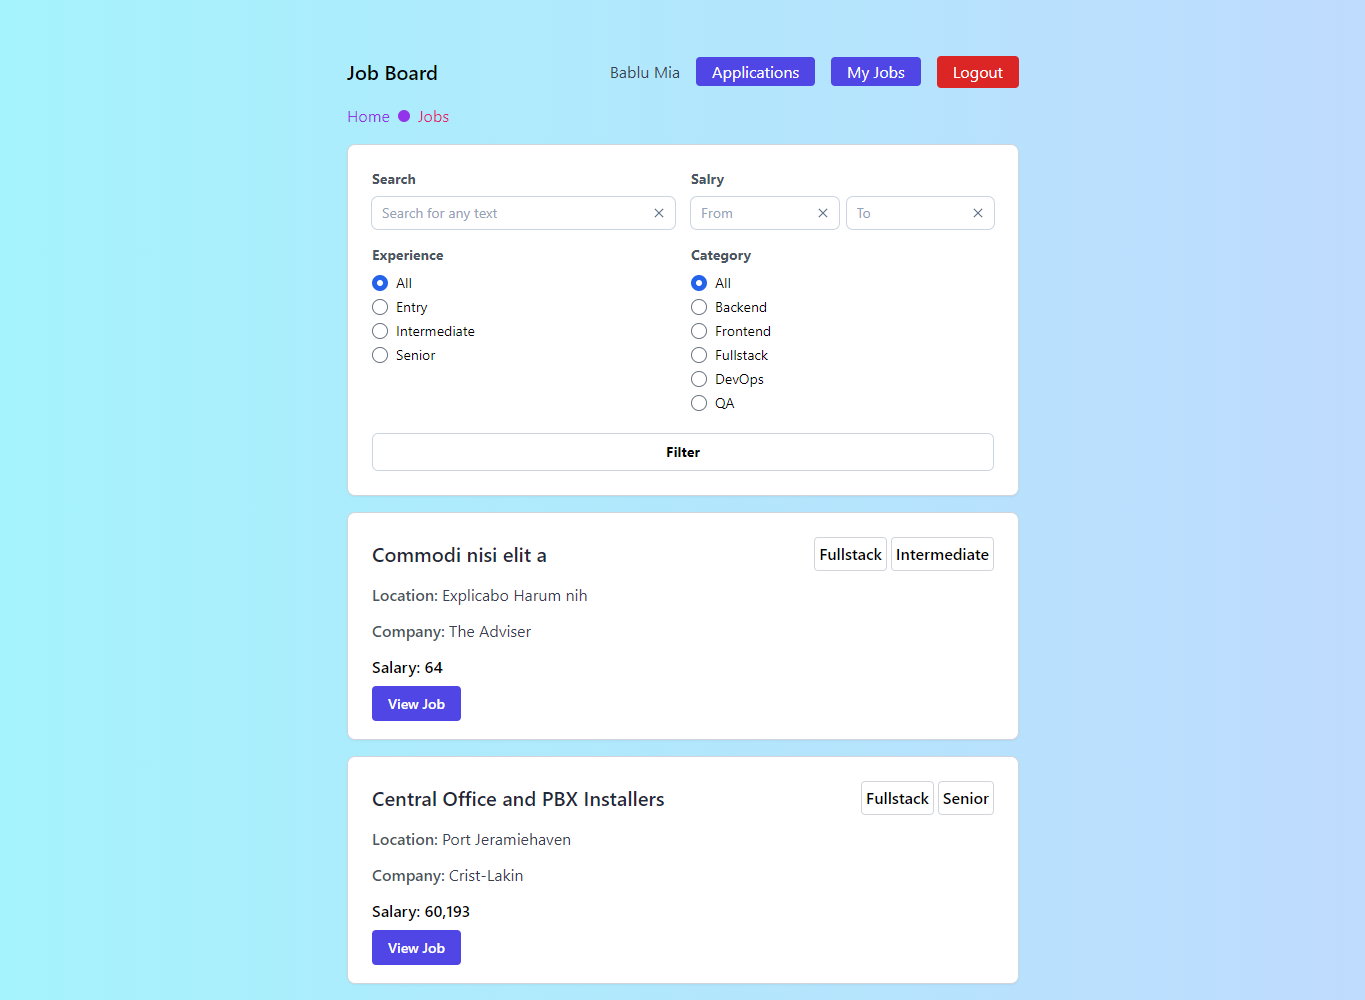 Job Board Bablu Mia Applications My Jobs Logout
Home Jobs
Search Salry
Search for any text From To
Experience Category
All All
Entry Backend
Intermediate Frontend
Senior Fullstack
DevOps
QA
Filter
Commodi nisi elit a Fullstack Intermediate
Location: Explicabo Harum nih
Company: The Adviser
Salary: 64
View Job
Central Office and PBX Installers Fullstack Senior
Location: Port Jeramiehaven
Company: Crist-Lakin
Salary: 60,193
View Job